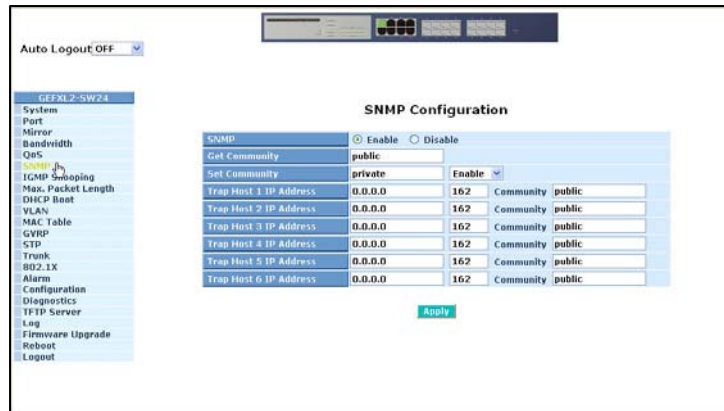 Auto Logout OFF
GEFXL2-SW24
System
Port
Mirror
Bandwidth
QoS
SNMP
IGMP Snooping
Max. Packet Length
DHCP Boot
VLAN
MAC Table
GVRP
STP
Trunk
802.1X
Alarm
Configuration
Diagnostics
TFTP Server
Log
Firmware Upgrade
Reboot
Logout
SNMP Configuration
SNMP Enable Disable
Get Community public
Set Community private Enable
Trap Host 1 IP Address 0.0.0.0 162 Community public
Trap Host 2 IP Address 0.0.0.0 162 Community public
Trap Host 3 IP Address 0.0.0.0 162 Community public
Trap Host 4 IP Address 0.0.0.0 162 Community public
Trap Host 5 IP Address 0.0.0.0 162 Community public
Trap Host 6 IP Address 0.0.0.0 162 Community public
Apply